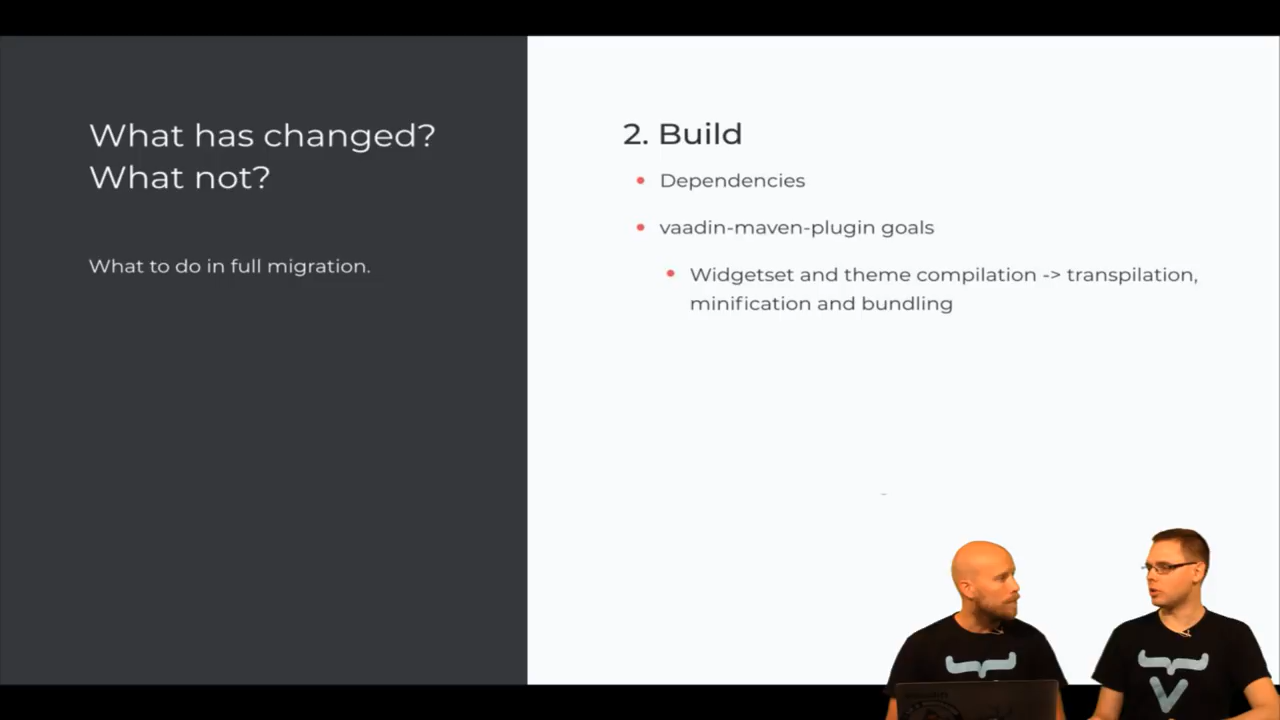 What has changed?
What not?
What to do in full migration.
2. Build
Dependencies
vaadin-maven-plugin goals
Widgetset and theme compilation -> transpilation,
minification and bundling